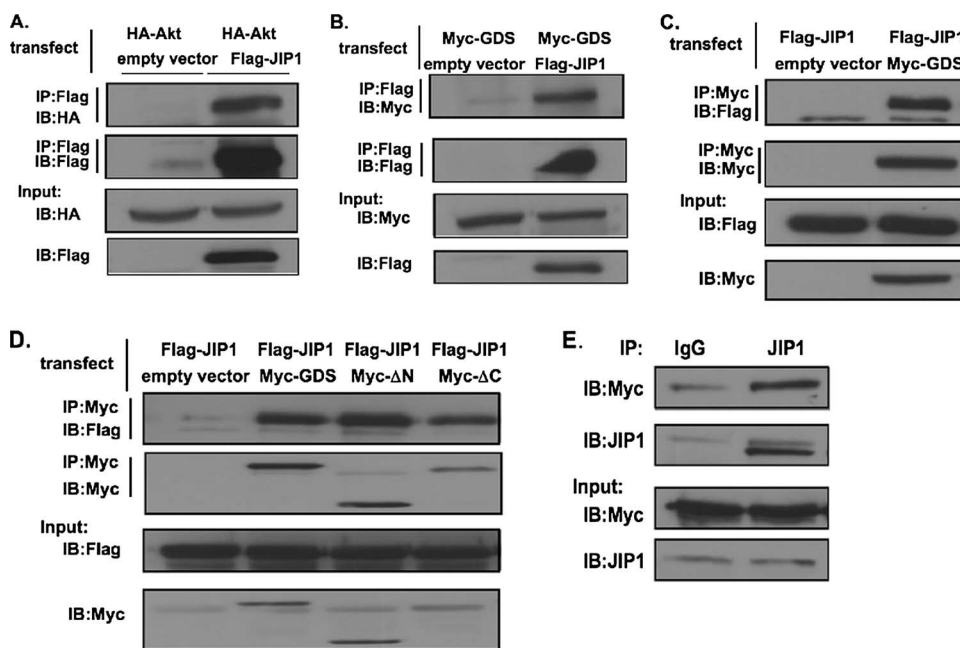 A.
transfect
HA-Akt HA-Akt
empty vector Flag-JIP1
IP:Flag
IB:HA
IP:Flag
IB:Flag
Input:
IB:HA
IB:Flag
B.
transfect
Myc-GDS Myc-GDS
empty vector Flag-JIP1
IP:Flag
IB:Myc
IP:Flag
IB:Flag
Input:
IB:Myc
IB:Flag
C.
transfect
Flag-JIP1 Flag-JIP1
empty vector Myc-GDS
IP:Myc
IB:Flag
IP:Myc
IB:Myc
Input:
IB:Flag
IB:Myc
D.
transfect
Flag-JIP1 Flag-JIP1 Flag-JIP1 Flag-JIP1
empty vector Myc-GDS Myc-ΔN Myc-ΔC
IP:Myc
IB:Flag
IP:Myc
IB:Myc
Input:
IB:Flag
IB:Myc
E.
IP: IgG JIP1
IB:Myc
IB:JIP1
Input:
IB:Myc
IB:JIP1